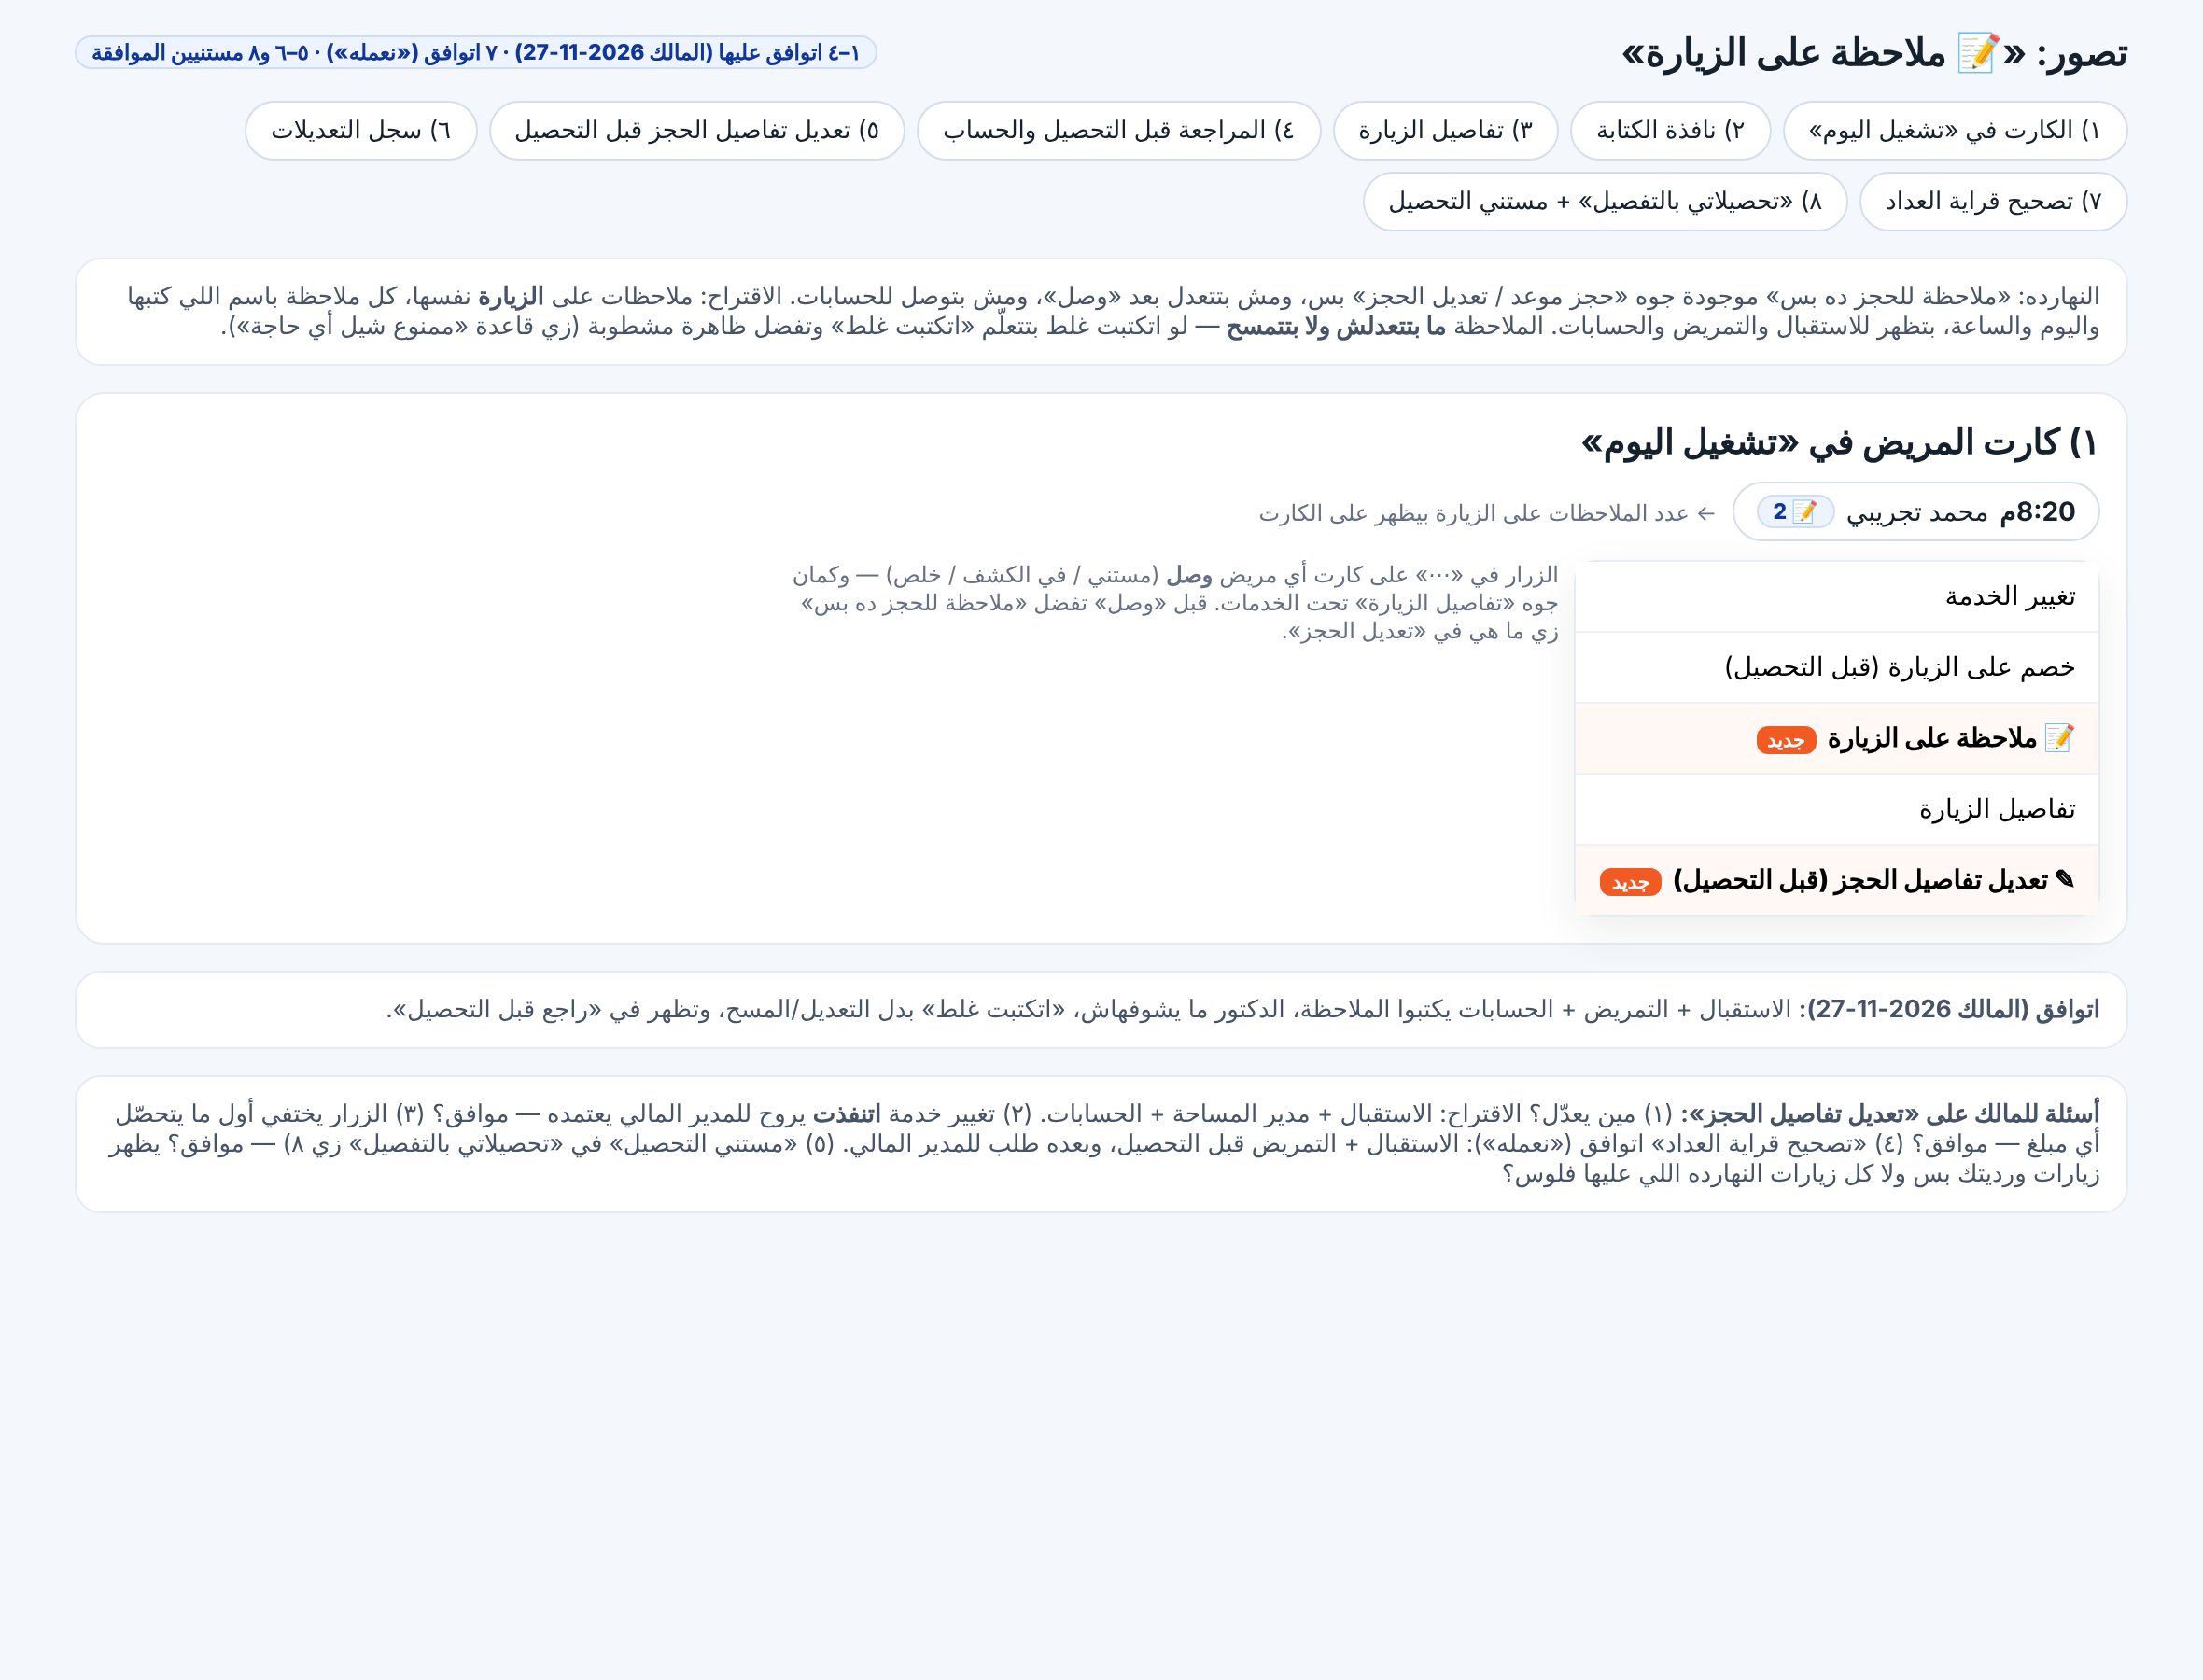 تصور: «📝 ملاحظة على الزيارة»
١–٤ اتوافق عليها (المالك 2026-11-27) · ٧ اتوافق («نعمله») · ٥–٦ و٨ مستنيين الموافقة
١) الكارت في «تشغيل اليوم»
٢) نافذة الكتابة
٣) تفاصيل الزيارة
٤) المراجعة قبل التحصيل والحساب
٥) تعديل تفاصيل الحجز قبل التحصيل
٦) سجل التعديلات
٧) تصحيح قراية العداد
٨) «تحصيلاتي بالتفصيل» + مستني التحصيل
النهارده: «ملاحظة للحجز ده بس» موجودة جوه «حجز موعد / تعديل الحجز» بس، ومش بتتعدل بعد «وصل»، ومش بتوصل للحسابات. الاقتراح: ملاحظات على الزيارة نفسها، كل ملاحظة باسم اللي كتبها
واليوم والساعة، بتظهر للاستقبال والتمريض والحسابات. الملاحظة ما بتتعدلش ولا بتتمسح — لو اتكتبت غلط بتتعلّم «اتكتبت غلط» وتفضل ظاهرة مشطوبة (زي قاعدة «ممنوع شيل أي حاجة»).
١) كارت المريض في «تشغيل اليوم»
8:20م محمد تجريبي 📝 2
← عدد الملاحظات على الزيارة بيظهر على الكارت
تغيير الخدمة
خصم على الزيارة (قبل التحصيل)
📝 ملاحظة على الزيارة جديد
تفاصيل الزيارة
✎ تعديل تفاصيل الحجز (قبل التحصيل) جديد
الزرار في «⋯» على كارت أي مريض وصل (مستني / في الكشف / خلص) — وكمان
جوه «تفاصيل الزيارة» تحت الخدمات. قبل «وصل» تفضل «ملاحظة للحجز ده بس»
زي ما هي في «تعديل الحجز».
اتوافق (المالك 2026-11-27): الاستقبال + التمريض + الحسابات يكتبوا الملاحظة، الدكتور ما يشوفهاش، «اتكتبت غلط» بدل التعديل/المسح، وتظهر في «راجع قبل التحصيل».
أسئلة للمالك على «تعديل تفاصيل الحجز»: (١) مين يعدّل؟ الاقتراح: الاستقبال + مدير المساحة + الحسابات. (٢) تغيير خدمة اتنفذت يروح للمدير المالي يعتمده — موافق؟ (٣) الزرار يختفي أول ما يتحصّل
أي مبلغ — موافق؟ (٤) «تصحيح قراية العداد» اتوافق («نعمله»): الاستقبال + التمريض قبل التحصيل، وبعده طلب للمدير المالي. (٥) «مستني التحصيل» في «تحصيلاتي بالتفصيل» زي ٨) — موافق؟ يظهر
زيارات ورديتك بس ولا كل زيارات النهارده اللي عليها فلوس؟